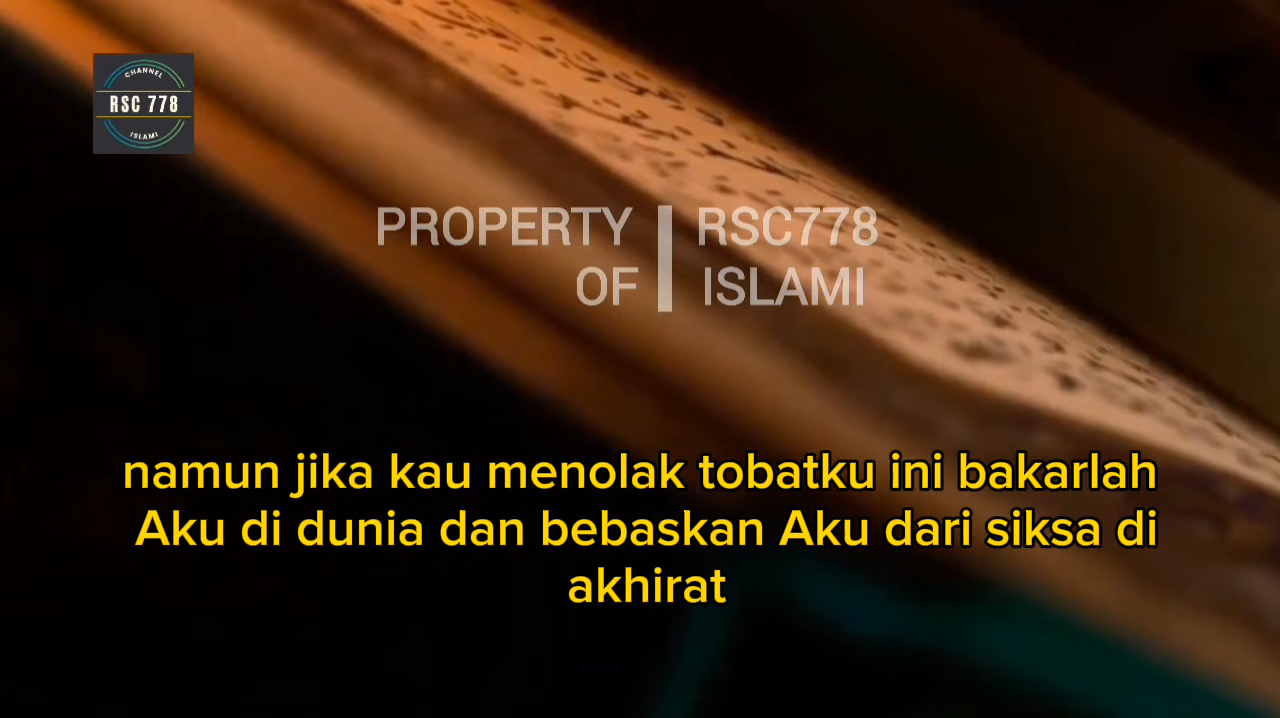 CHANNEL
RSC 778
ISLAMI
PROPERTY RSC778
OF ISLAMI
namun jika kau menolak tobatku ini bakarlah
Aku di dunia dan bebaskan Aku dari siksa di
akhirat